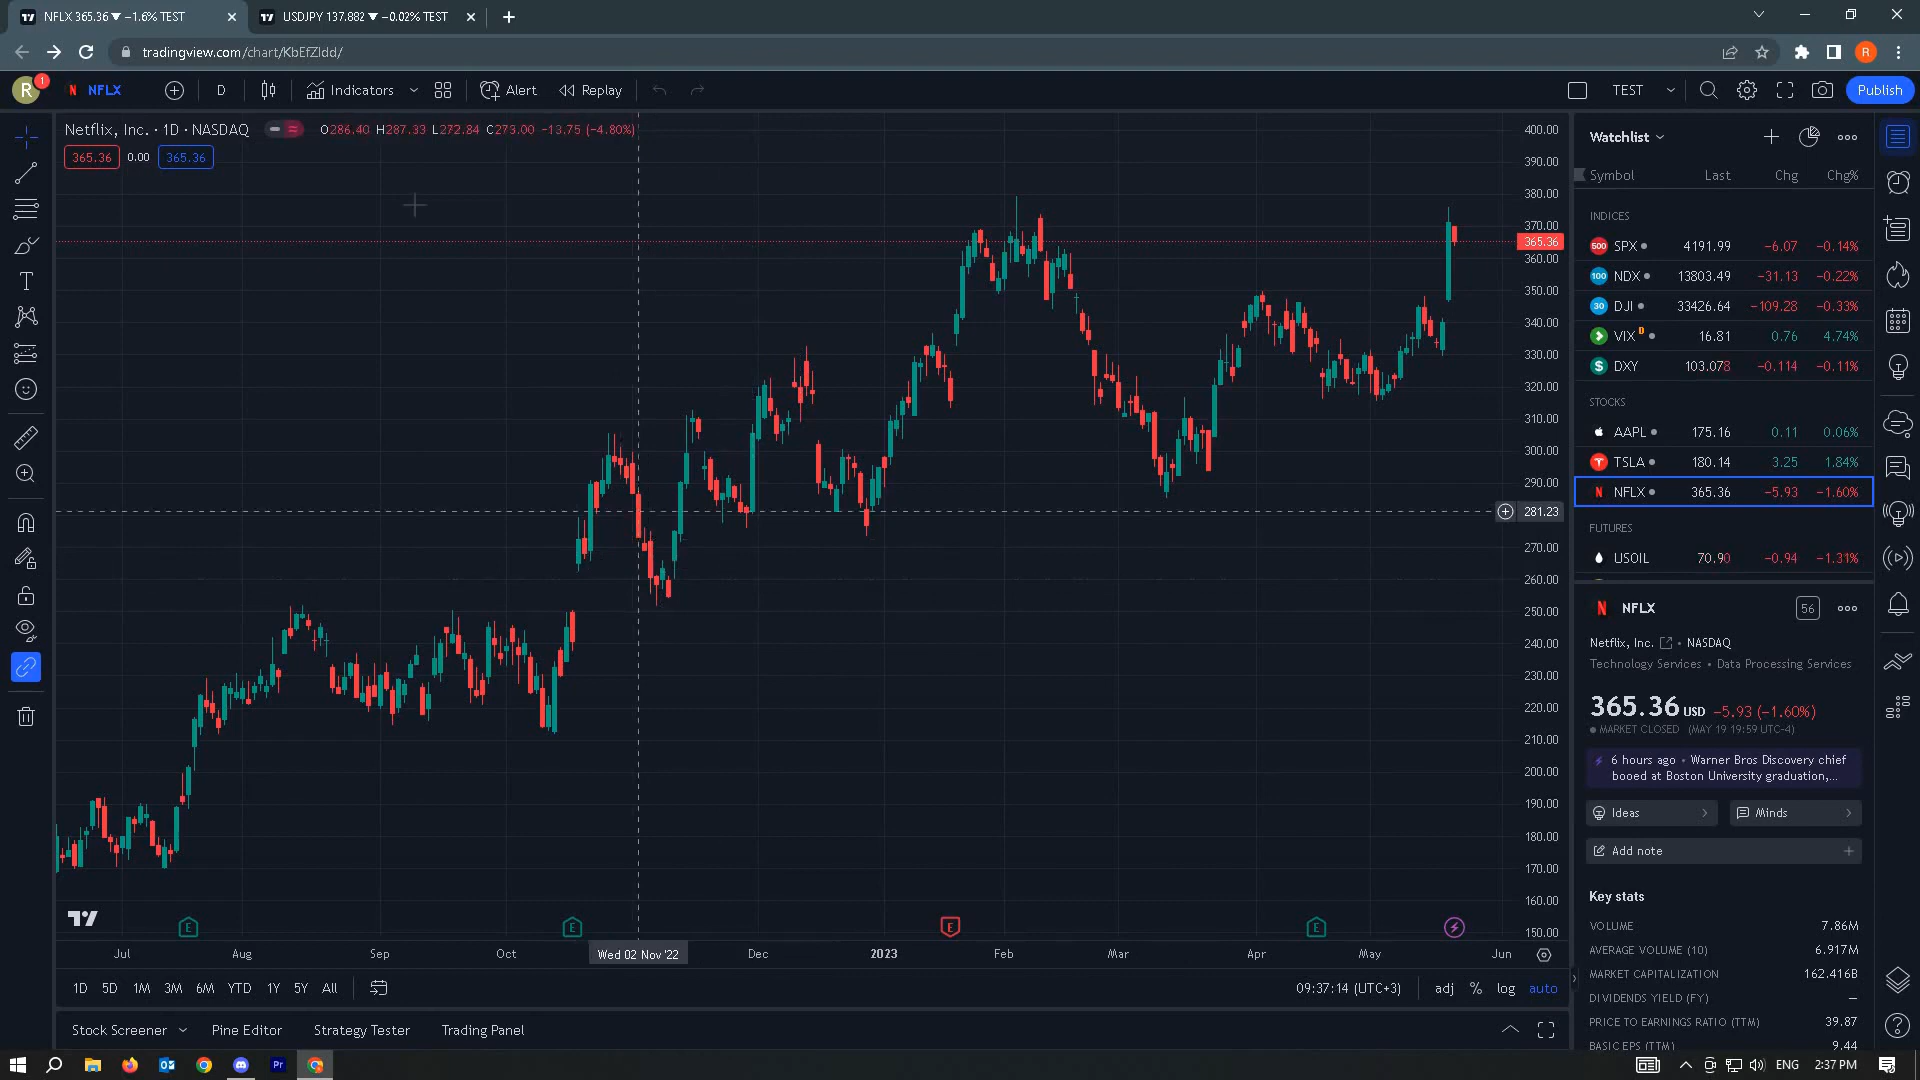 NFLX 365.36 ▼ −1.6% TEST
USDJPY 137.882 ▼ −0.02% TEST
tradingview.com/chart/KbEfZIdd/
R
R
1
NFLX
D
Indicators
Alert
Replay
TEST
Publish
Netflix, Inc. · 1D · NASDAQ
O286.40 H287.33 L272.84 C273.00 −13.75 (−4.80%)
365.36
0.00
365.36
400.00
390.00
380.00
370.00
365.36
360.00
350.00
340.00
330.00
320.00
310.00
300.00
290.00
281.23
270.00
260.00
250.00
240.00
230.00
220.00
210.00
200.00
190.00
180.00
170.00
160.00
150.00
E
E
E
E
Jul
Aug
Sep
Oct
Wed 02 Nov '22
Dec
2023
Feb
Mar
Apr
May
Jun
1D 5D 1M 3M 6M YTD 1Y 5Y All
09:37:14 (UTC+3)
adj % log auto
Stock Screener
Pine Editor
Strategy Tester
Trading Panel
Watchlist
Symbol Last Chg Chg%
INDICES
500 SPX 4191.99 −6.07 −0.14%
100 NDX 13803.49 −31.13 −0.22%
30 DJI 33426.64 −109.28 −0.33%
VIX D 16.81 0.76 4.74%
$ DXY 103.078 −0.114 −0.11%
STOCKS
AAPL 175.16 0.11 0.06%
TSLA 180.14 3.25 1.84%
N NFLX 365.36 −5.93 −1.60%
FUTURES
USOIL 70.90 −0.94 −1.31%
N NFLX
56
Netflix, Inc. • NASDAQ
Technology Services • Data Processing Services
365.36 USD −5.93 (−1.60%)
MARKET CLOSED (MAY 19 19:59 UTC-4)
6 hours ago • Warner Bros Discovery chief
booed at Boston University graduation,...
Ideas
Minds
Add note
Key stats
VOLUME 7.86M
AVERAGE VOLUME (10) 6.917M
MARKET CAPITALIZATION 162.416B
DIVIDENDS YIELD (FY) —
PRICE TO EARNINGS RATIO (TTM) 39.87
BASIC EPS (TTM) 9.44
Pr
ENG
2:37 PM